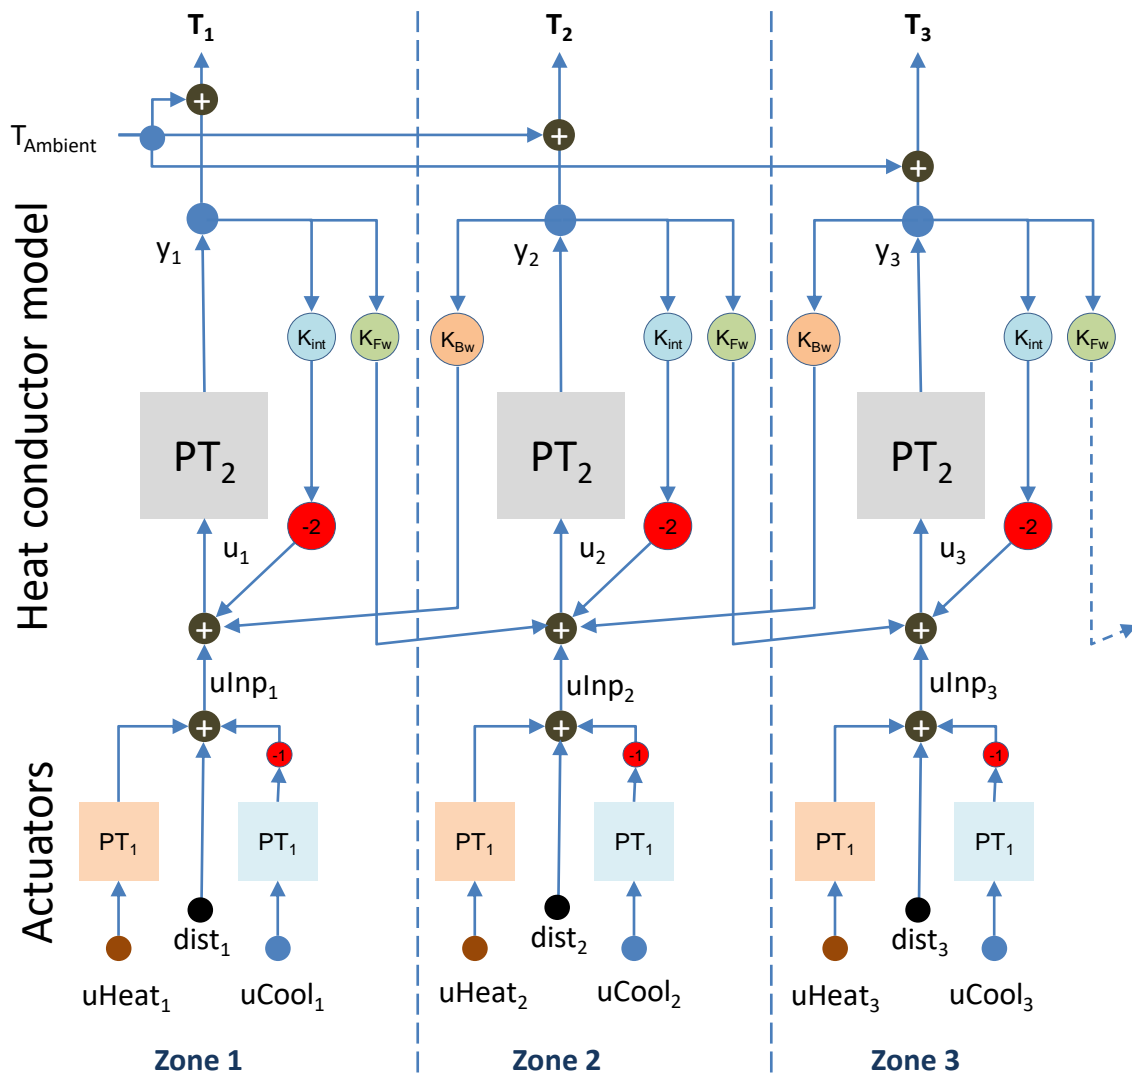 T1 T2 T3
TAmbient
Heat conductor model
y1 y2 y3
Kint KFw KBw Kint KFw KBw Kint KFw
PT2 PT2 PT2
-2 -2 -2
u1 u2 u3
+ + +
+ + +
uInp1 uInp2 uInp3
+ + +
-1 -1 -1
Actuators
PT1 PT1 PT1 PT1 PT1 PT1
dist1 dist2 dist3
uHeat1 uCool1 uHeat2 uCool2 uHeat3 uCool3
Zone 1 Zone 2 Zone 3